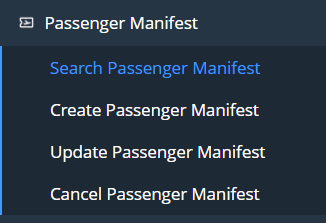 Passenger Manifest
Search Passenger Manifest
Create Passenger Manifest
Update Passenger Manifest
Cancel Passenger Manifest